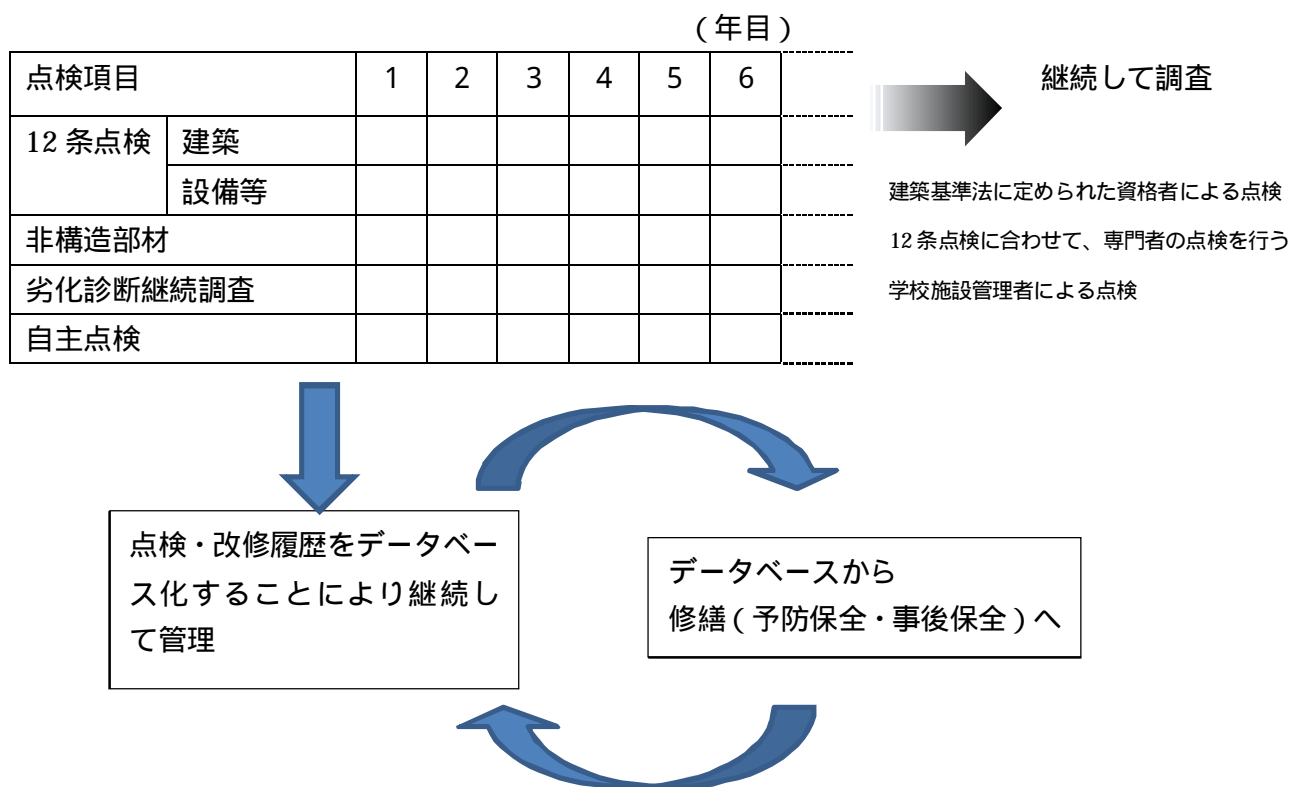 （年目）
点検項目 1 2 3 4 5 6
継続して調査
12 条点検 建築
設備等
非構造部材
劣化診断継続調査
自主点検
建築基準法に定められた資格者による点検
12 条点検に合わせて、専門者の点検を行う
学校施設管理者による点検
点検・改修履歴をデータベー
ス化することにより継続し
て管理
データベースから
修繕（予防保全・事後保全）へ